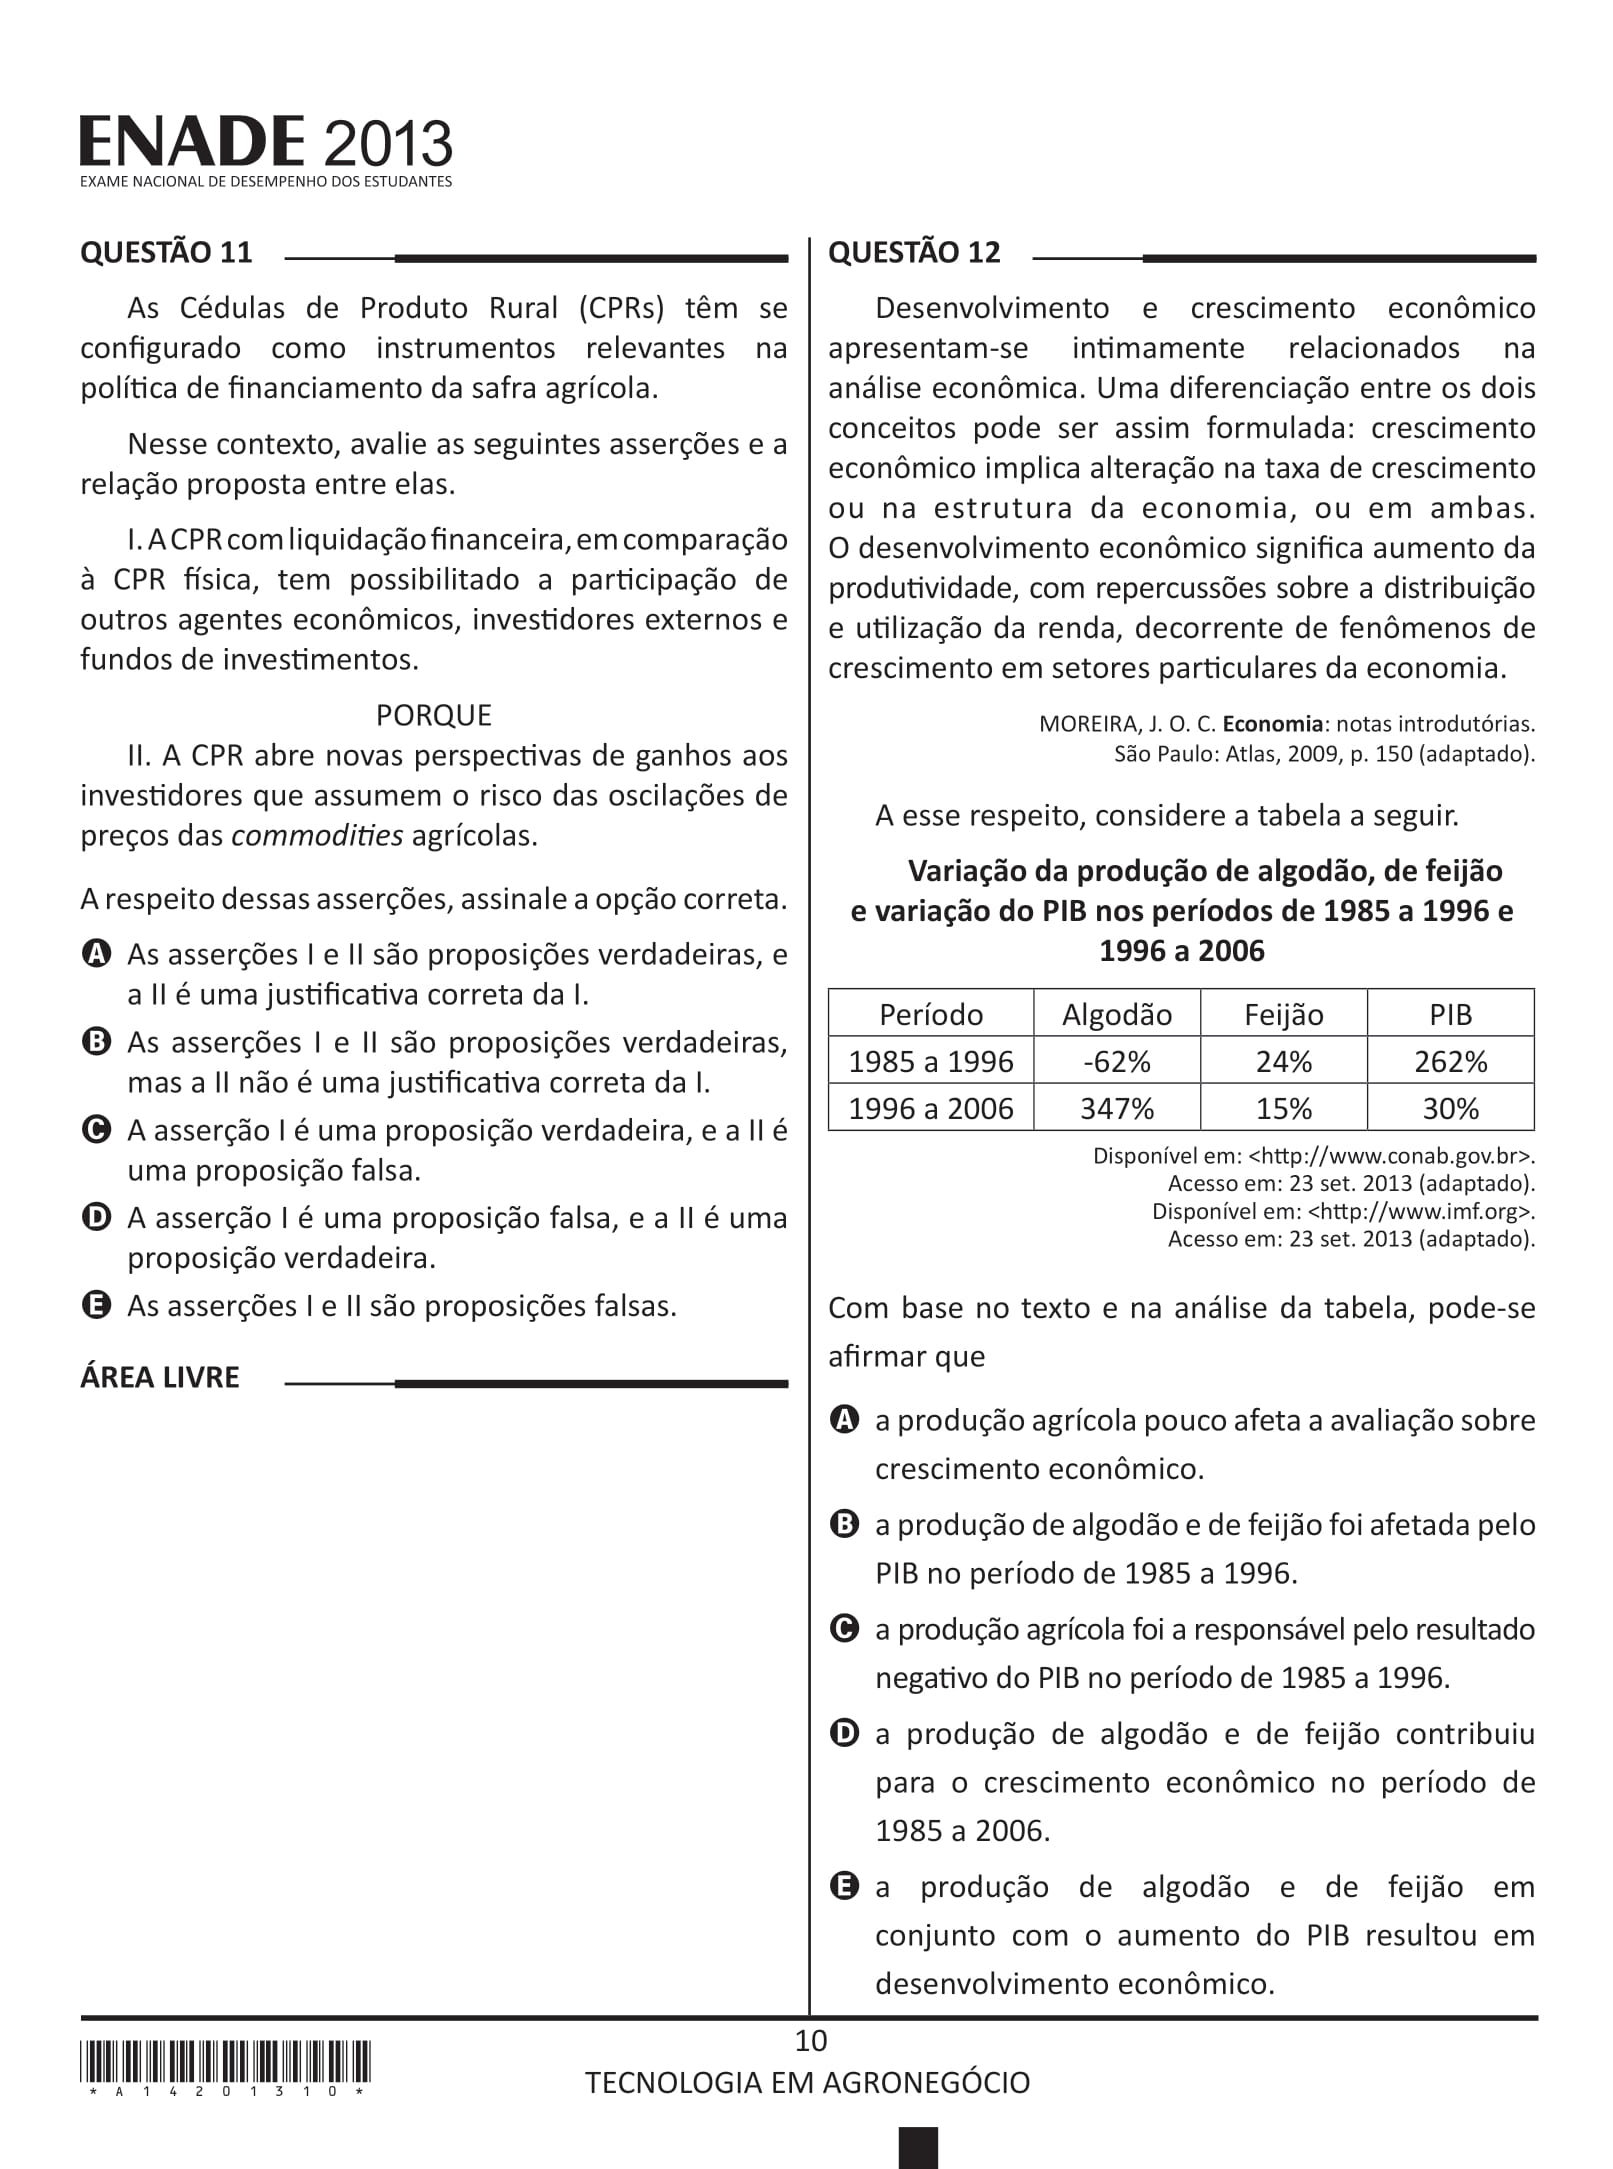 ENADE 2013
EXAME NACIONAL DE DESEMPENHO DOS ESTUDANTES
QUESTÃO 11
As Cédulas de Produto Rural (CPRs) têm se
configurado como instrumentos relevantes na
política de financiamento da safra agrícola.
Nesse contexto, avalie as seguintes asserções e a
relação proposta entre elas.
I. A CPR com liquidação financeira, em comparação
à CPR física, tem possibilitado a participação de
outros agentes econômicos, investidores externos e
fundos de investimentos.
PORQUE
II. A CPR abre novas perspectivas de ganhos aos
investidores que assumem o risco das oscilações de
preços das commodities agrícolas.
A respeito dessas asserções, assinale a opção correta.
A As asserções I e II são proposições verdadeiras, e
a II é uma justificativa correta da I.
B As asserções I e II são proposições verdadeiras,
mas a II não é uma justificativa correta da I.
C A asserção I é uma proposição verdadeira, e a II é
uma proposição falsa.
D A asserção I é uma proposição falsa, e a II é uma
proposição verdadeira.
E As asserções I e II são proposições falsas.
ÁREA LIVRE
QUESTÃO 12
Desenvolvimento e crescimento econômico
apresentam-se intimamente relacionados na
análise econômica. Uma diferenciação entre os dois
conceitos pode ser assim formulada: crescimento
econômico implica alteração na taxa de crescimento
ou na estrutura da economia, ou em ambas.
O desenvolvimento econômico significa aumento da
produtividade, com repercussões sobre a distribuição
e utilização da renda, decorrente de fenômenos de
crescimento em setores particulares da economia.
MOREIRA, J. O. C. Economia: notas introdutórias.
São Paulo: Atlas, 2009, p. 150 (adaptado).
A esse respeito, considere a tabela a seguir.
Variação da produção de algodão, de feijão
e variação do PIB nos períodos de 1985 a 1996 e
1996 a 2006
Período Algodão Feijão PIB
1985 a 1996 -62% 24% 262%
1996 a 2006 347% 15% 30%
Disponível em: <http://www.conab.gov.br>.
Acesso em: 23 set. 2013 (adaptado).
Disponível em: <http://www.imf.org>.
Acesso em: 23 set. 2013 (adaptado).
Com base no texto e na análise da tabela, pode-se
afirmar que
A a produção agrícola pouco afeta a avaliação sobre
crescimento econômico.
B a produção de algodão e de feijão foi afetada pelo
PIB no período de 1985 a 1996.
C a produção agrícola foi a responsável pelo resultado
negativo do PIB no período de 1985 a 1996.
D a produção de algodão e de feijão contribuiu
para o crescimento econômico no período de
1985 a 2006.
E a produção de algodão e de feijão em
conjunto com o aumento do PIB resultou em
desenvolvimento econômico.
10
TECNOLOGIA EM AGRONEGÓCIO
* A 1 4 2 0 1 3 1 0 *